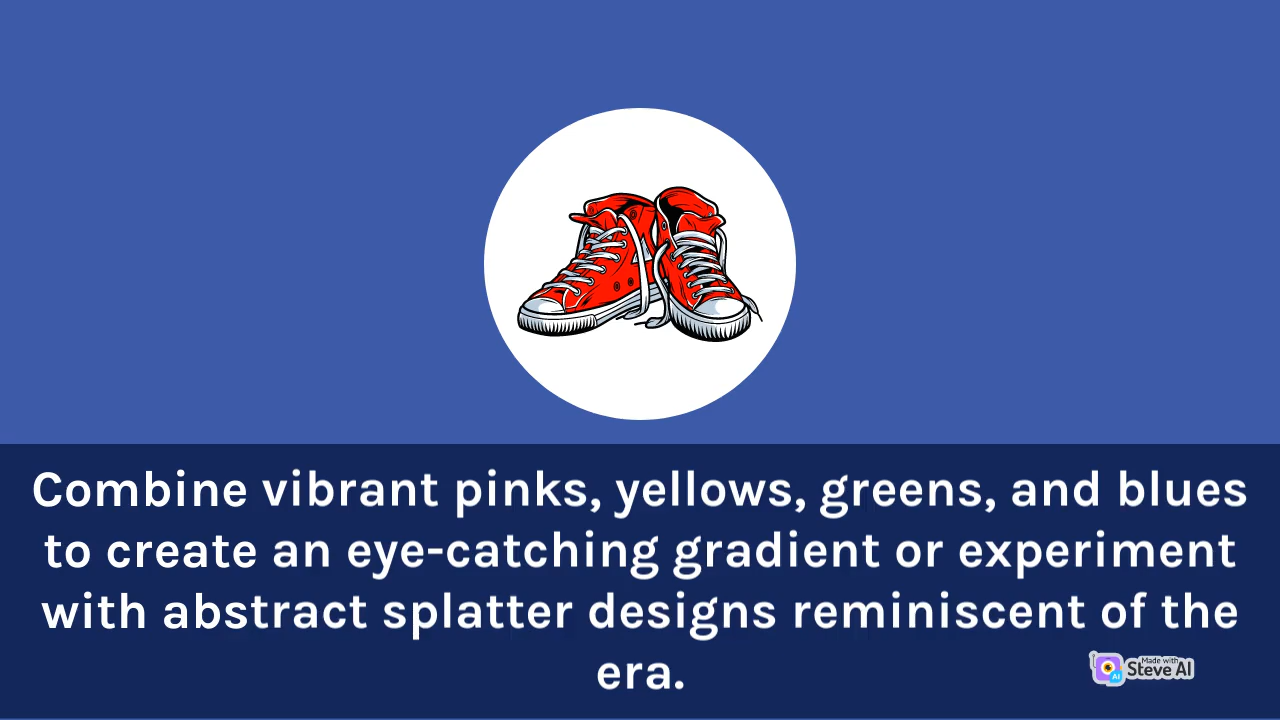 Combine vibrant pinks, yellows, greens, and blues
to create an eye-catching gradient or experiment
with abstract splatter designs reminiscent of the
era.
Made with
Steve AI
AI